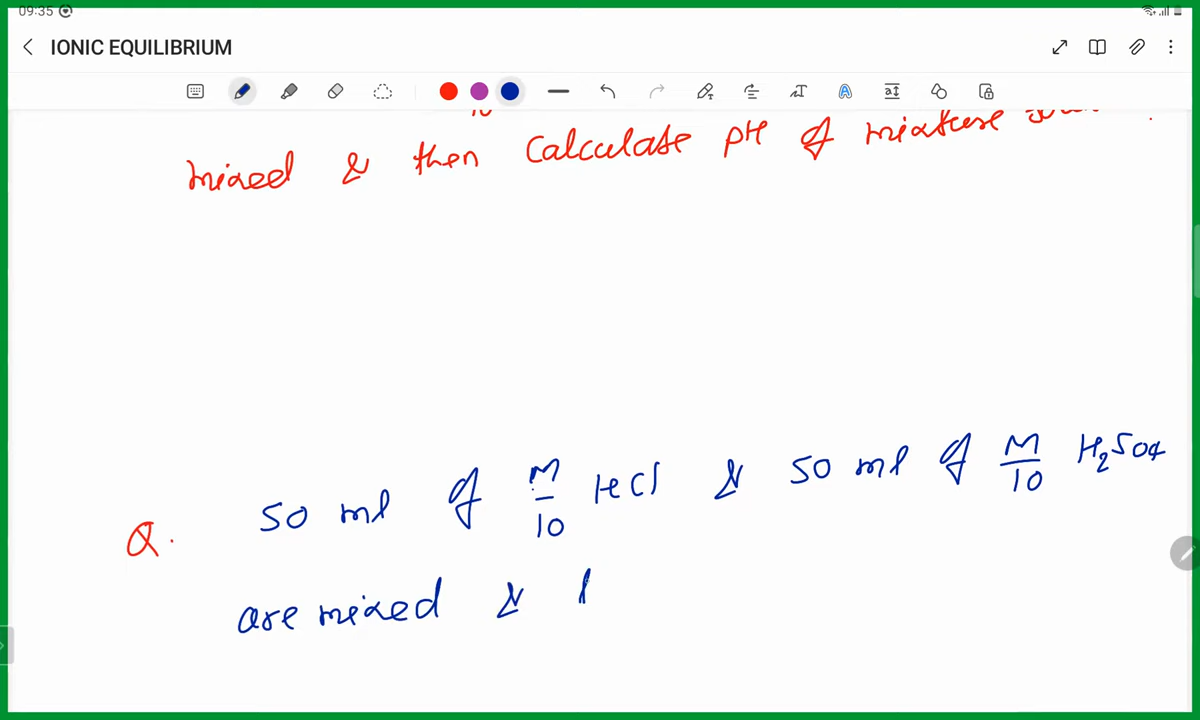 09:35
IONIC EQUILIBRIUM
10
mixed & then Calculate pH of mixture
Q. 50 ml of M/10 HCl & 50 ml of M/10 H2SO4
are mixed &